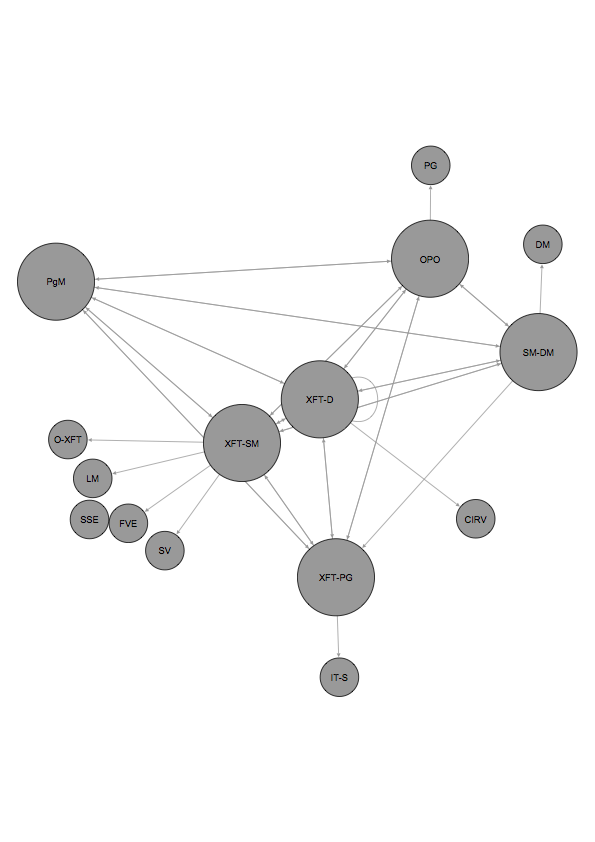 PG
DM
OPO
PgM
SM-DM
XFT-D
O-XFT
XFT-SM
LM
SSE
FVE
CIRV
SV
XFT-PG
IT-S